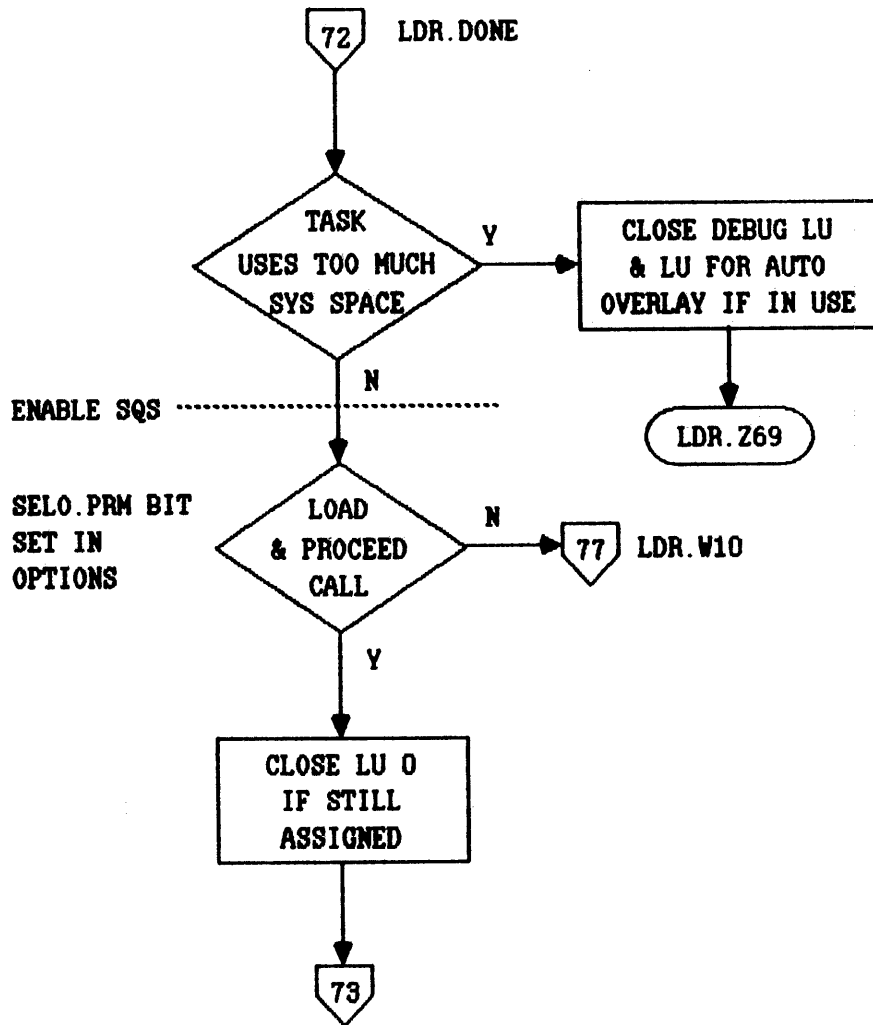 72 LDR.DONE
TASK
USES TOO MUCH
SYS SPACE
Y
CLOSE DEBUG LU
& LU FOR AUTO
OVERLAY IF IN USE
N
ENABLE SQS
LDR.Z69
SELO.PRM BIT
SET IN
OPTIONS
LOAD
& PROCEED
CALL
N
77 LDR.W10
Y
CLOSE LU 0
IF STILL
ASSIGNED
73